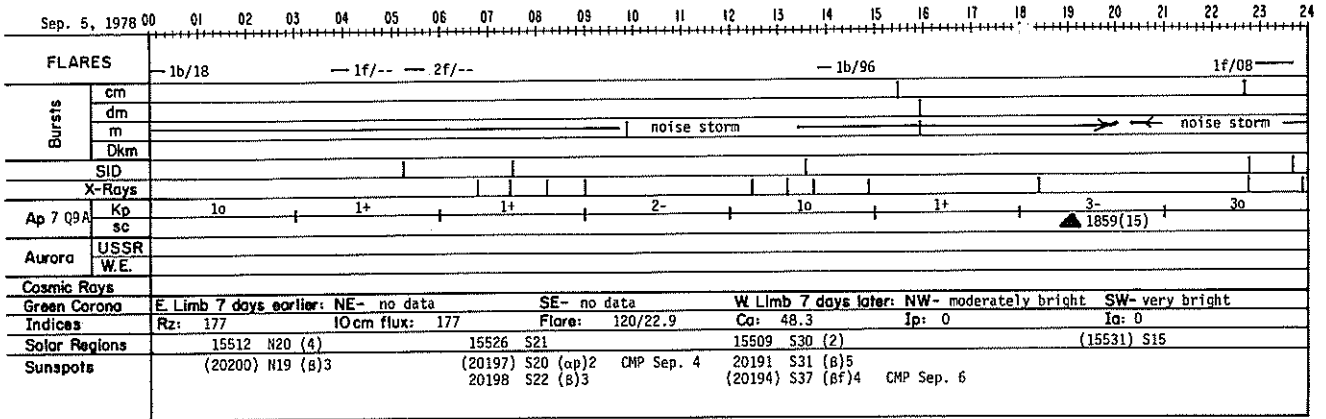 Sep. 5, 1978 00 01 02 03 04 05 06 07 08 09 10 11 12 13 14 15 16 17 18 19 20 21 22 23 24
FLARES 1b/18 1f/-- 2f/-- 1b/96 1f/08
Bursts
cm
dm
m noise storm noise storm
Dkm
SID
X-Rays
Ap 7 Q9A Kp 1o 1+ 1+ 2- 1o 1+ 3- 3o
sc 1859(15)
Aurora USSR
W.E.
Cosmic Rays
Green Corona E. Limb 7 days earlier: NE- no data SE- no data W. Limb 7 days later: NW- moderately bright SW- very bright
Indices Rz: 177 10 cm flux: 177 Flare: 120/22.9 Ca: 48.3 Ip: 0 Ia: 0
Solar Regions 15512 N20 (4) 15526 S21 15509 S30 (2) (15531) S15
Sunspots (20200) N19 (β)3 (20197) S20 (αp)2 CMP Sep. 4 20191 S31 (β)5
20198 S22 (β)3 (20194) S37 (βf)4 CMP Sep. 6